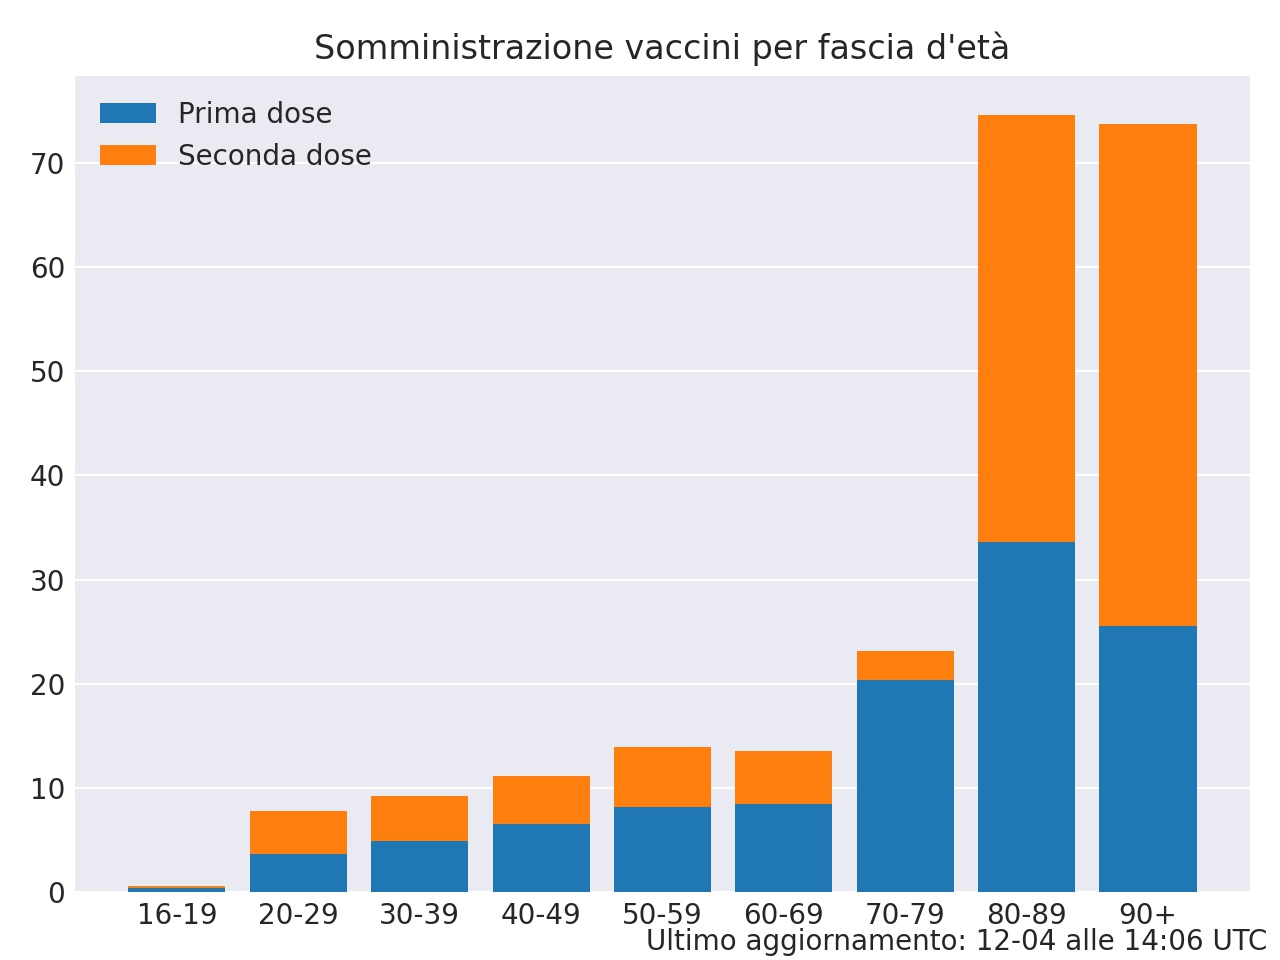 Somministrazione vaccini per fascia d'età
Prima dose
Seconda dose
70
60
50
40
30
20
10
0
16-19 20-29 30-39 40-49 50-59 60-69 70-79 80-89 90+
Ultimo aggiornamento: 12-04 alle 14:06 UTC